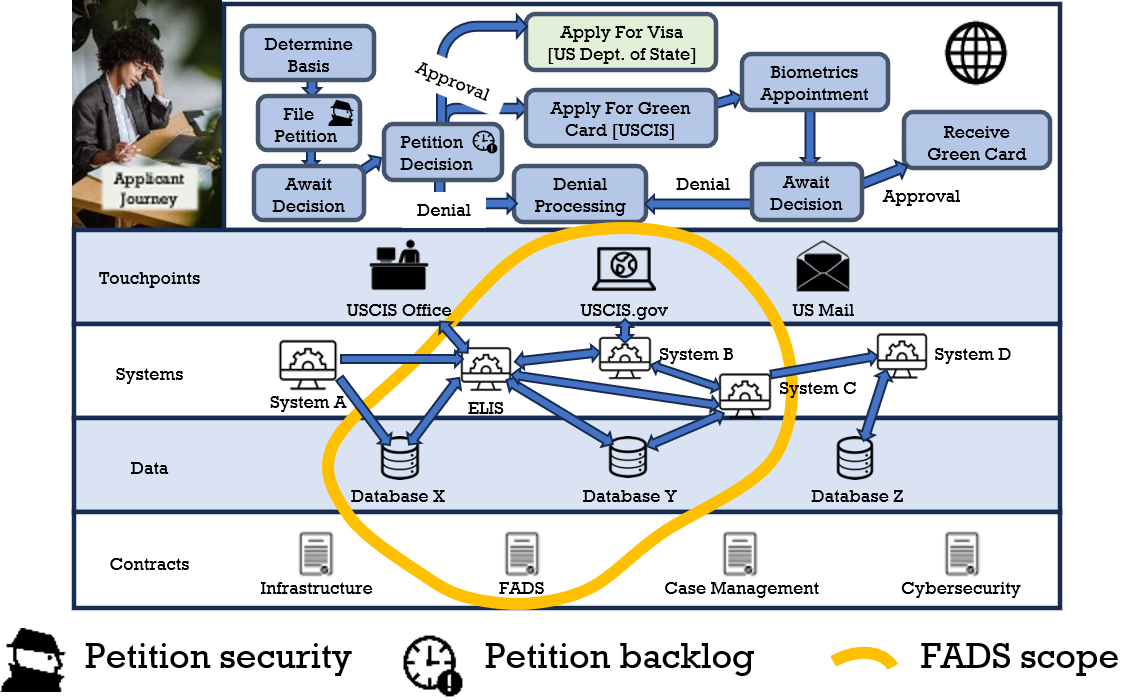 Determine
Basis
File
Petition
Await
Decision
Petition
Decision
Approval
Denial
Apply For Visa
[US Dept. of State]
Apply For Green
Card [USCIS]
Denial
Processing
Biometrics
Appointment
Denial
Await
Decision
Approval
Receive
Green Card
Applicant
Journey
Touchpoints
USCIS Office
USCIS.gov
US Mail
Systems
System A
ELIS
System B
System C
System D
Data
Database X
Database Y
Database Z
Contracts
Infrastructure
FADS
Case Management
Cybersecurity
Petition security
Petition backlog
FADS scope